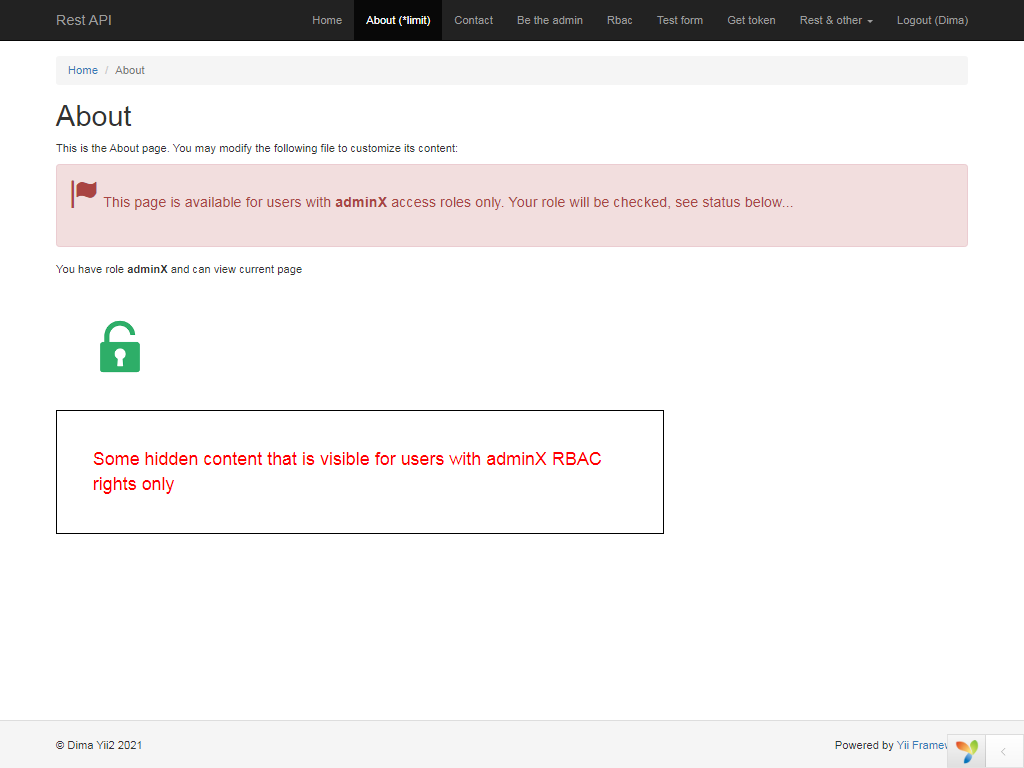 Rest API Home About (*limit) Contact Be the admin Rbac Test form Get token Rest & other Logout (Dima)
Home / About
About
This is the About page. You may modify the following file to customize its content:
This page is available for users with adminX access roles only. Your role will be checked, see status below...
You have role adminX and can view current page
Some hidden content that is visible for users with adminX RBAC
rights only
© Dima Yii2 2021 Powered by Yii